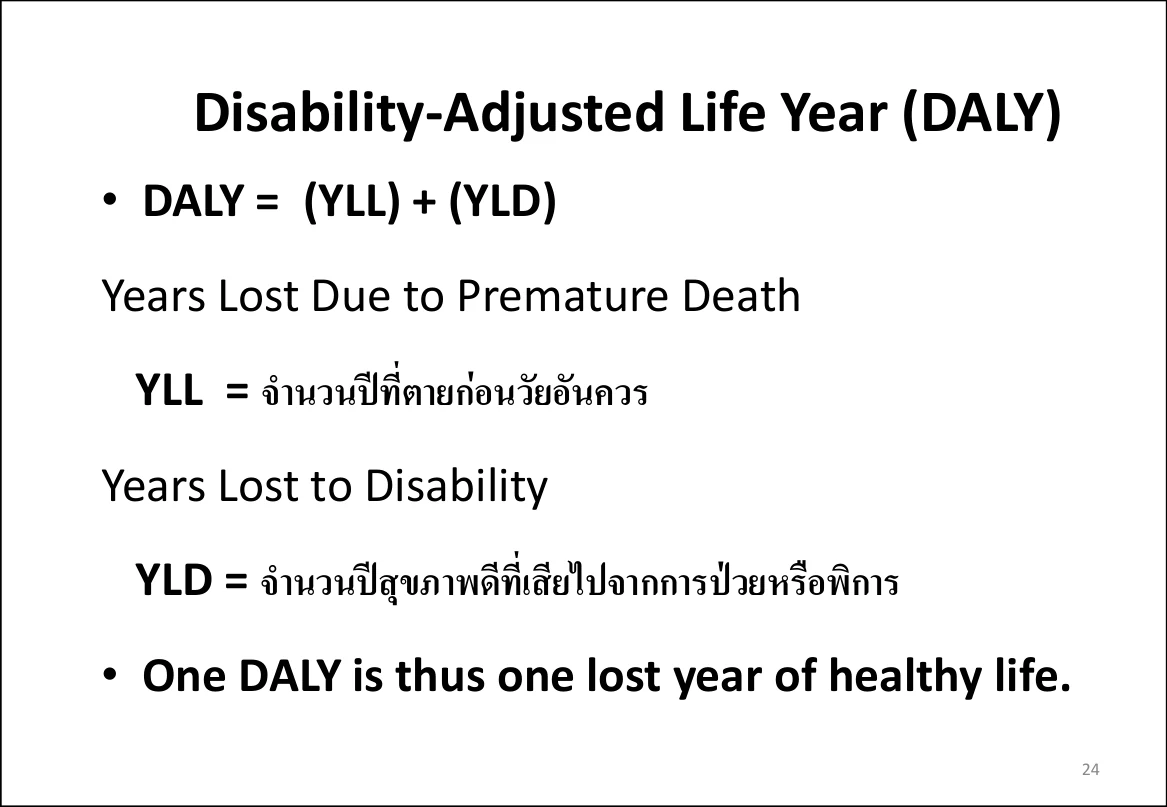 Disability-Adjusted Life Year (DALY)
• DALY = (YLL) + (YLD)
Years Lost Due to Premature Death
YLL = จำนวนปีที่ตายก่อนวัยอันควร
Years Lost to Disability
YLD = จำนวนปีสุขภาพดีที่เสียไปจากการป่วยหรือพิการ
• One DALY is thus one lost year of healthy life.
24